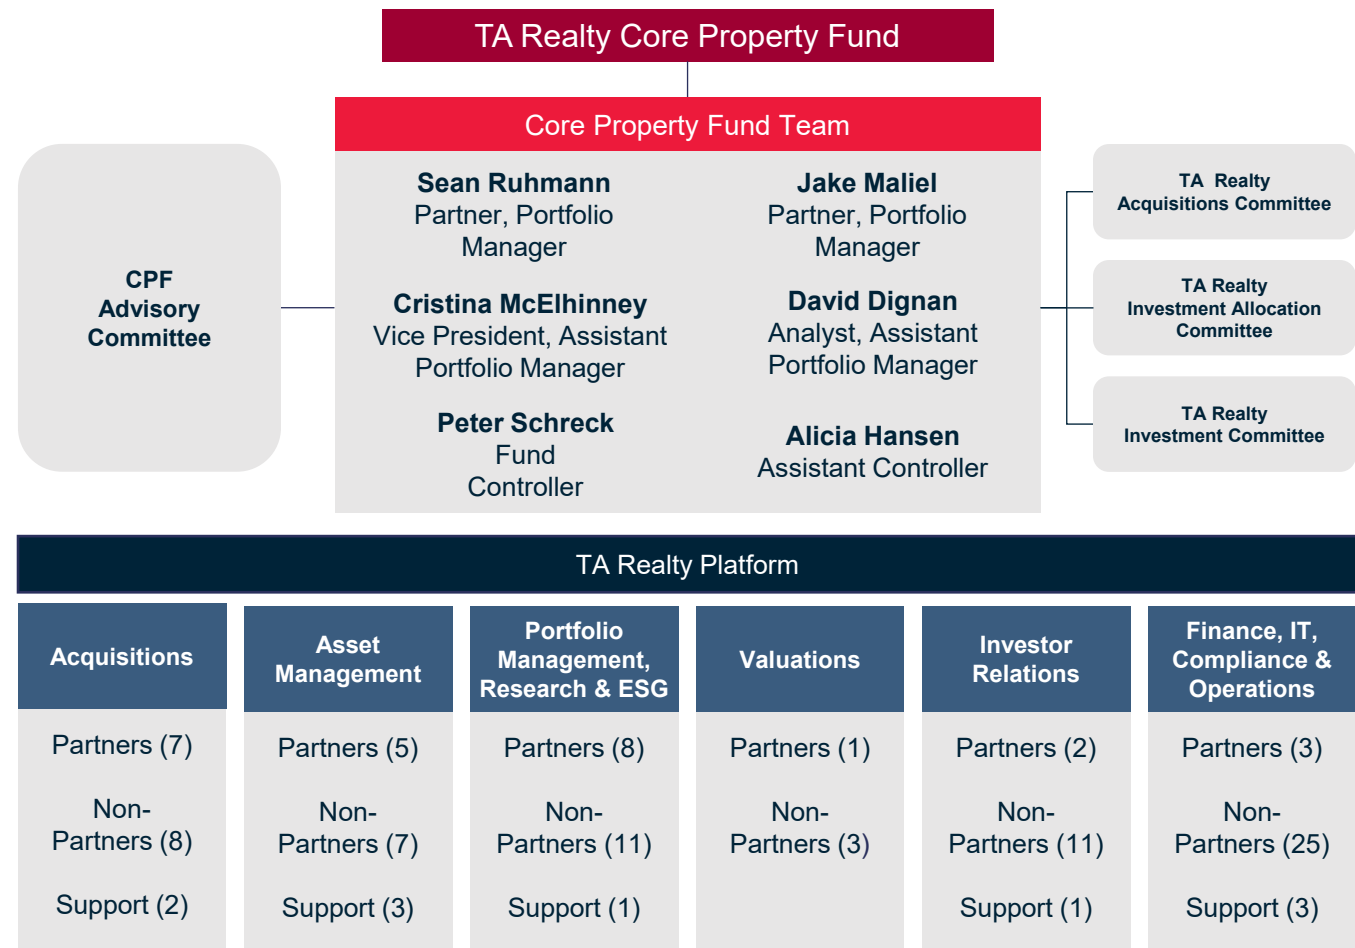 TA Realty Core Property Fund
Core Property Fund Team
CPF
Advisory
Committee
Sean Ruhmann
Partner, Portfolio
Manager
Jake Maliel
Partner, Portfolio
Manager
Cristina McElhinney
Vice President, Assistant
Portfolio Manager
David Dignan
Analyst, Assistant
Portfolio Manager
Peter Schreck
Fund
Controller
Alicia Hansen
Assistant Controller
TA Realty
Acquisitions Committee
TA Realty
Investment Allocation
Committee
TA Realty
Investment Committee
TA Realty Platform
Acquisitions
Partners (7)
Non-
Partners (8)
Support (2)
Asset
Management
Partners (5)
Non-
Partners (7)
Support (3)
Portfolio
Management,
Research & ESG
Partners (8)
Non-
Partners (11)
Support (1)
Valuations
Partners (1)
Non-
Partners (3)
Investor
Relations
Partners (2)
Non-
Partners (11)
Support (1)
Finance, IT,
Compliance &
Operations
Partners (3)
Non-
Partners (25)
Support (3)